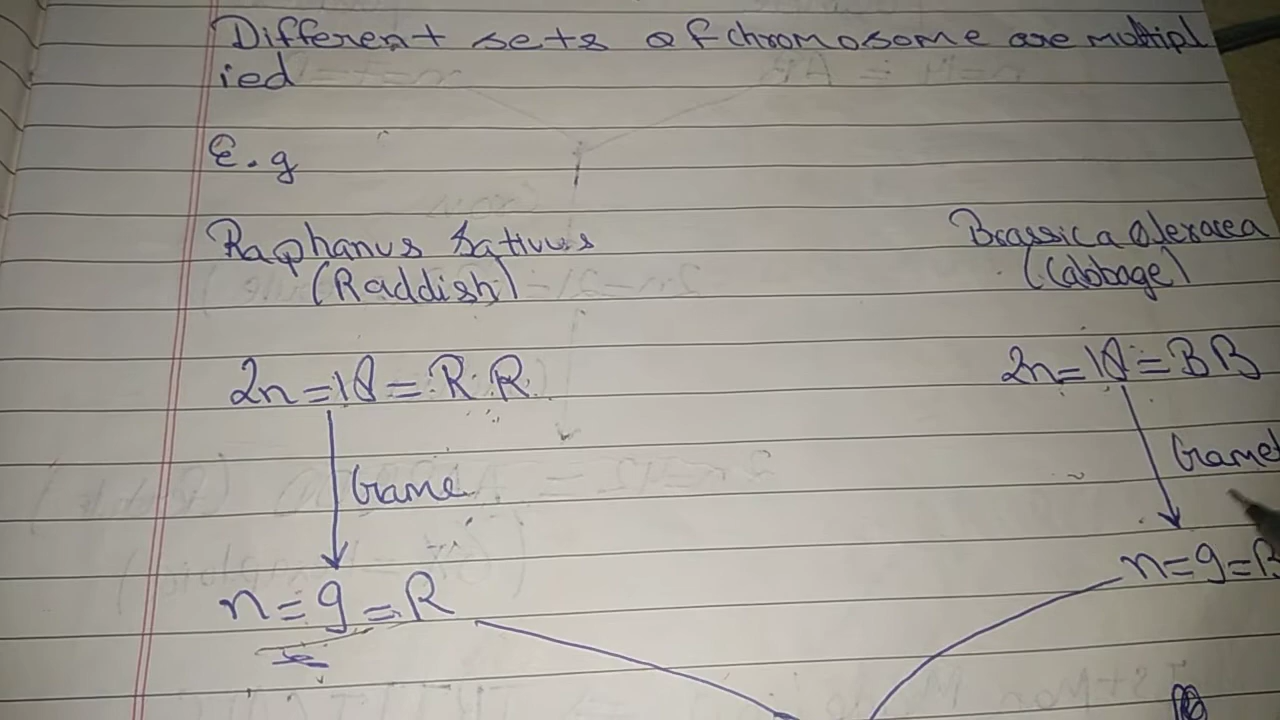 Different sets of chromosome are multipl
ied
E.g
Raphanus Sativus Brassica Oleracea
(Raddish) (Cabbage)
2n=18=RR 2n=18=BB
Game Gamet
n=9=R n=9=B